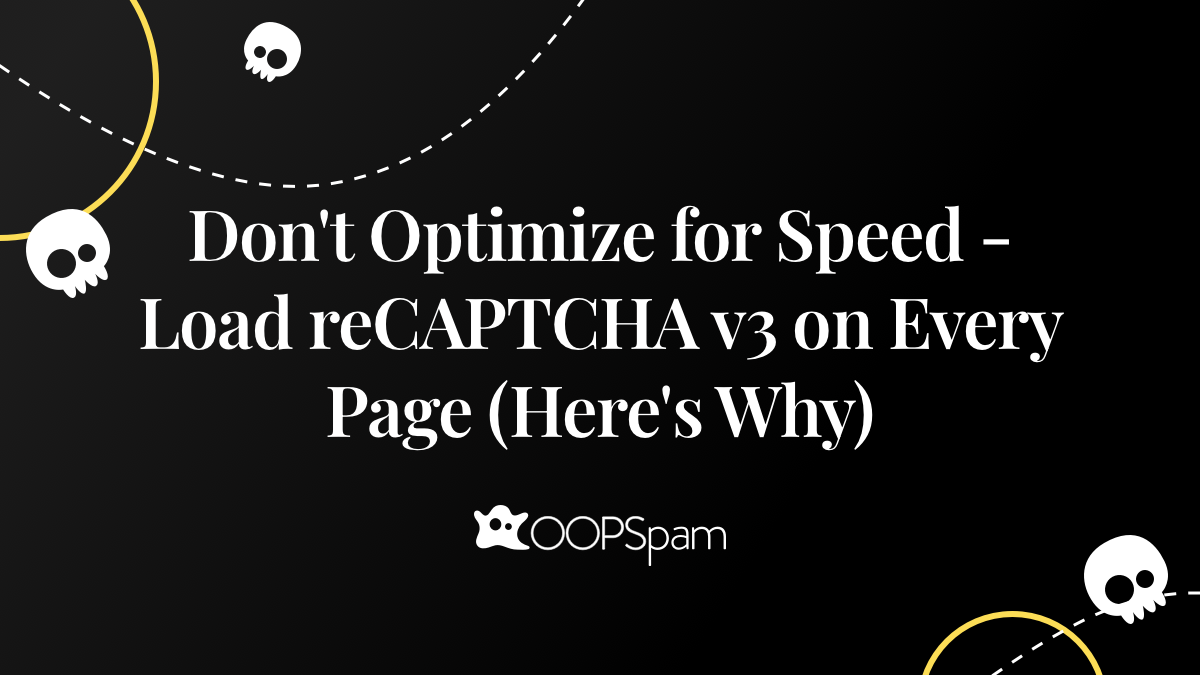 Don't Optimize for Speed -
Load reCAPTCHA v3 on Every
Page (Here's Why)
OOPSpam